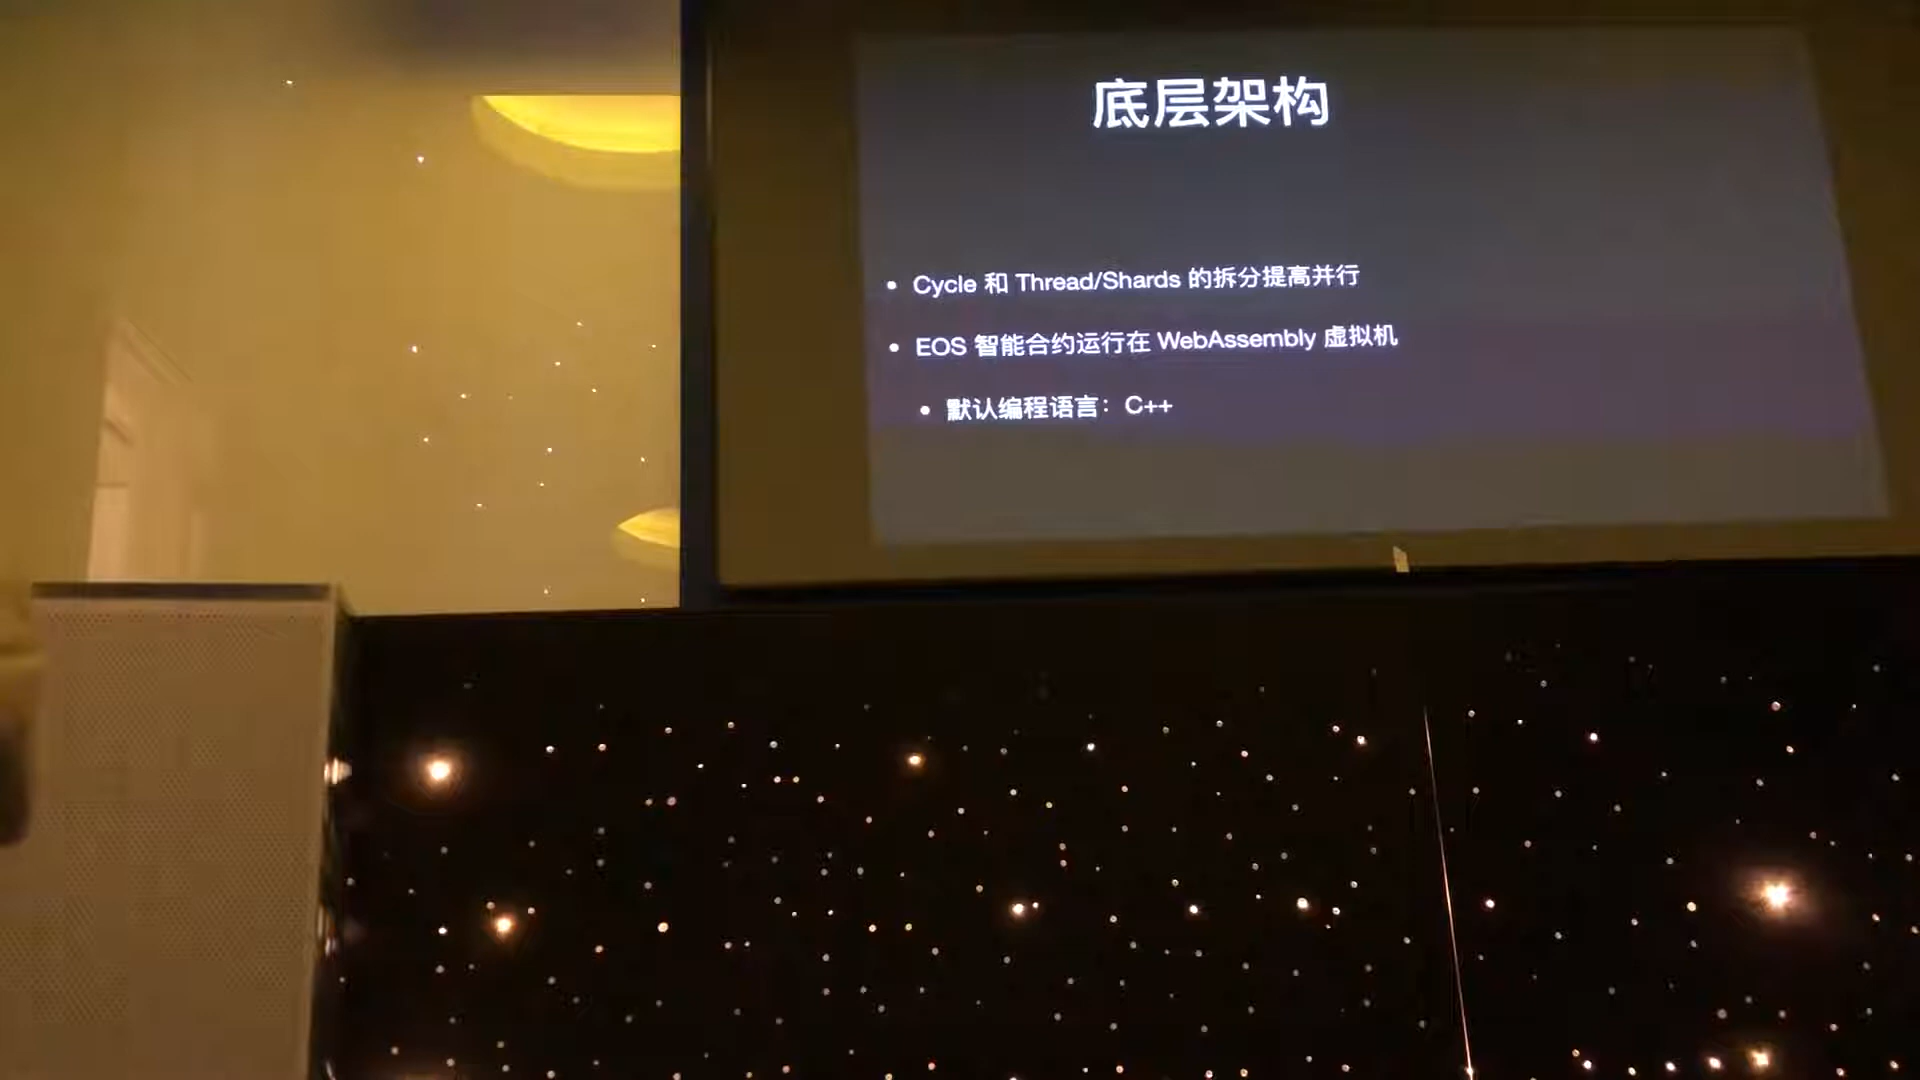 底层架构
• Cycle 和 Thread/Shards 的拆分提高并行
• EOS 智能合约运行在 WebAssembly 虚拟机
• 默认编程语言：C++